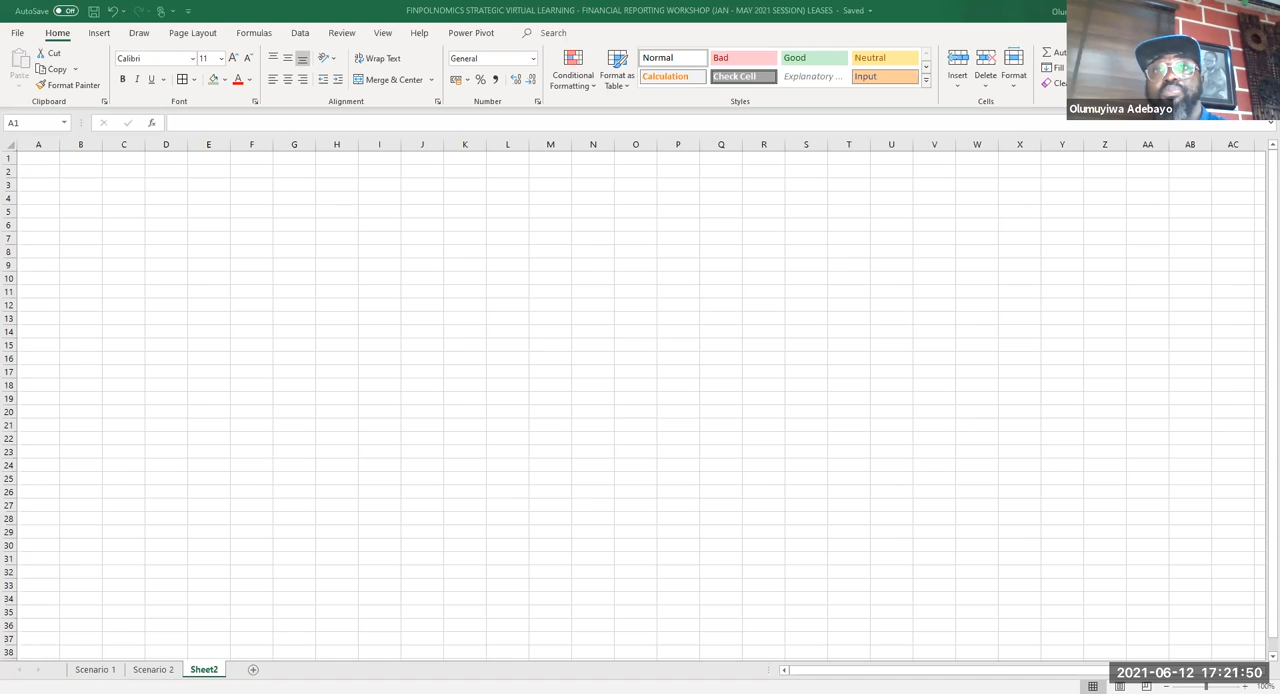 AutoSave Off
FINPOLNOMICS STRATEGIC VIRTUAL LEARNING - FINANCIAL REPORTING WORKSHOP (JAN - MAY 2021 SESSION) LEASES - Saved
Olu
File Home Insert Draw Page Layout Formulas Data Review View Help Power Pivot Search
Paste
Cut
Copy
Format Painter
Clipboard
Calibri 11
B I U A
Font
Wrap Text
Merge & Center
Alignment
General
Number
Conditional Formatting
Format as Table
Normal Bad Good Neutral
Calculation Check Cell Explanatory ... Input
Styles
Insert Delete Format
Cells
Aut
Fill
Cle
Olumuyiwa Adebayo
A1 fx
A B C D E F G H I J K L M N O P Q R S T U V W X Y Z AA AB AC
1
2
3
4
5
6
7
8
9
10
11
12
13
14
15
16
17
18
19
20
21
22
23
24
25
26
27
28
29
30
31
32
33
34
35
36
37
38
Scenario 1 Scenario 2 Sheet2
2021-06-12 17:21:50
100%